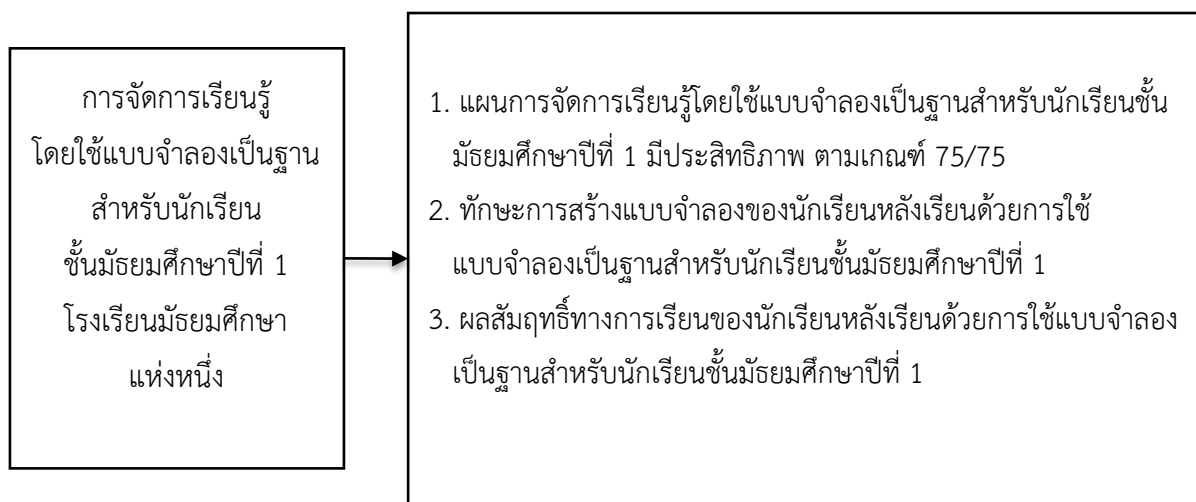 การจัดการเรียนรู้
โดยใช้แบบจำลองเป็นฐาน
สำหรับนักเรียน
ชั้นมัธยมศึกษาปีที่ 1
โรงเรียนมัธยมศึกษา
แห่งหนึ่ง
1. แผนการจัดการเรียนรู้โดยใช้แบบจำลองเป็นฐานสำหรับนักเรียนชั้น
มัธยมศึกษาปีที่ 1 มีประสิทธิภาพ ตามเกณฑ์ 75/75
2. ทักษะการสร้างแบบจำลองของนักเรียนหลังเรียนด้วยการใช้
แบบจำลองเป็นฐานสำหรับนักเรียนชั้นมัธยมศึกษาปีที่ 1
3. ผลสัมฤทธิ์ทางการเรียนของนักเรียนหลังเรียนด้วยการใช้แบบจำลอง
เป็นฐานสำหรับนักเรียนชั้นมัธยมศึกษาปีที่ 1